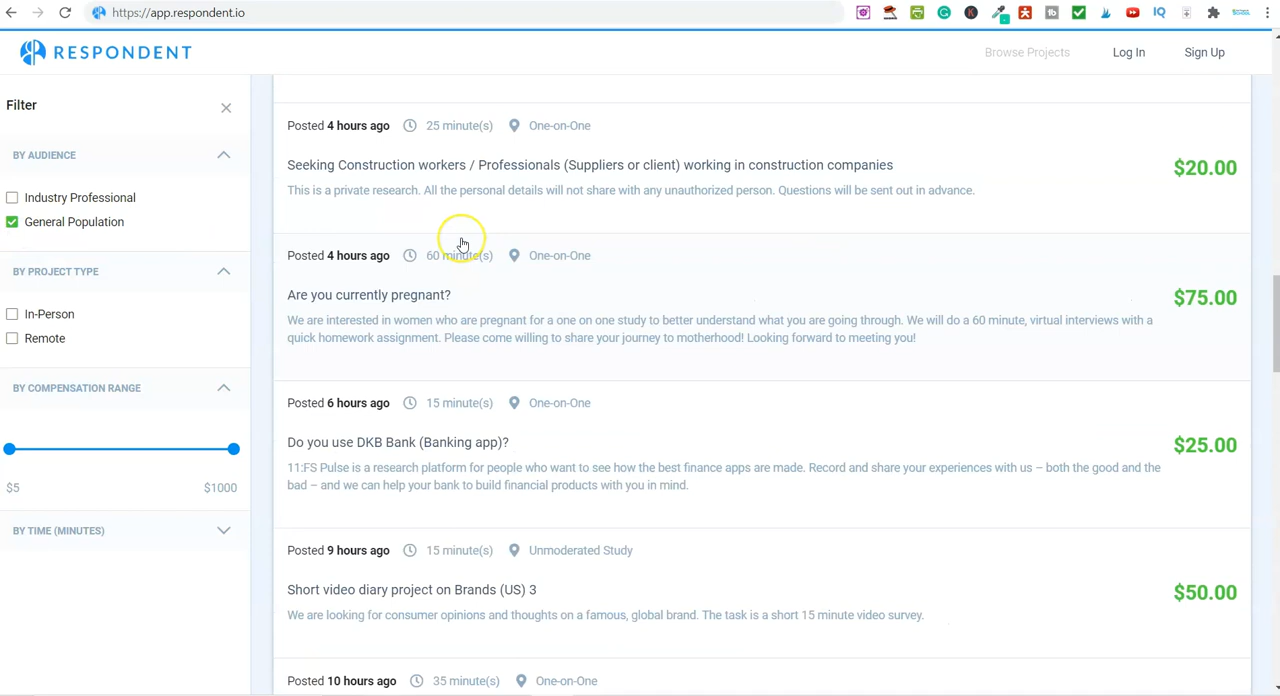 https://app.respondent.io
RESPONDENT
Browse Projects
Log In
Sign Up
Filter
BY AUDIENCE
Industry Professional
General Population
BY PROJECT TYPE
In-Person
Remote
BY COMPENSATION RANGE
$5
$1000
BY TIME (MINUTES)
Posted 4 hours ago 25 minute(s) One-on-One
Seeking Construction workers / Professionals (Suppliers or client) working in construction companies
$20.00
This is a private research. All the personal details will not share with any unauthorized person. Questions will be sent out in advance.
Posted 4 hours ago 60 minute(s) One-on-One
Are you currently pregnant?
$75.00
We are interested in women who are pregnant for a one on one study to better understand what you are going through. We will do a 60 minute, virtual interviews with a
quick homework assignment. Please come willing to share your journey to motherhood! Looking forward to meeting you!
Posted 6 hours ago 15 minute(s) One-on-One
Do you use DKB Bank (Banking app)?
$25.00
11:FS Pulse is a research platform for people who want to see how the best finance apps are made. Record and share your experiences with us – both the good and the
bad – and we can help your bank to build financial products with you in mind.
Posted 9 hours ago 15 minute(s) Unmoderated Study
Short video diary project on Brands (US) 3
$50.00
We are looking for consumer opinions and thoughts on a famous, global brand. The task is a short 15 minute video survey.
Posted 10 hours ago 35 minute(s) One-on-One